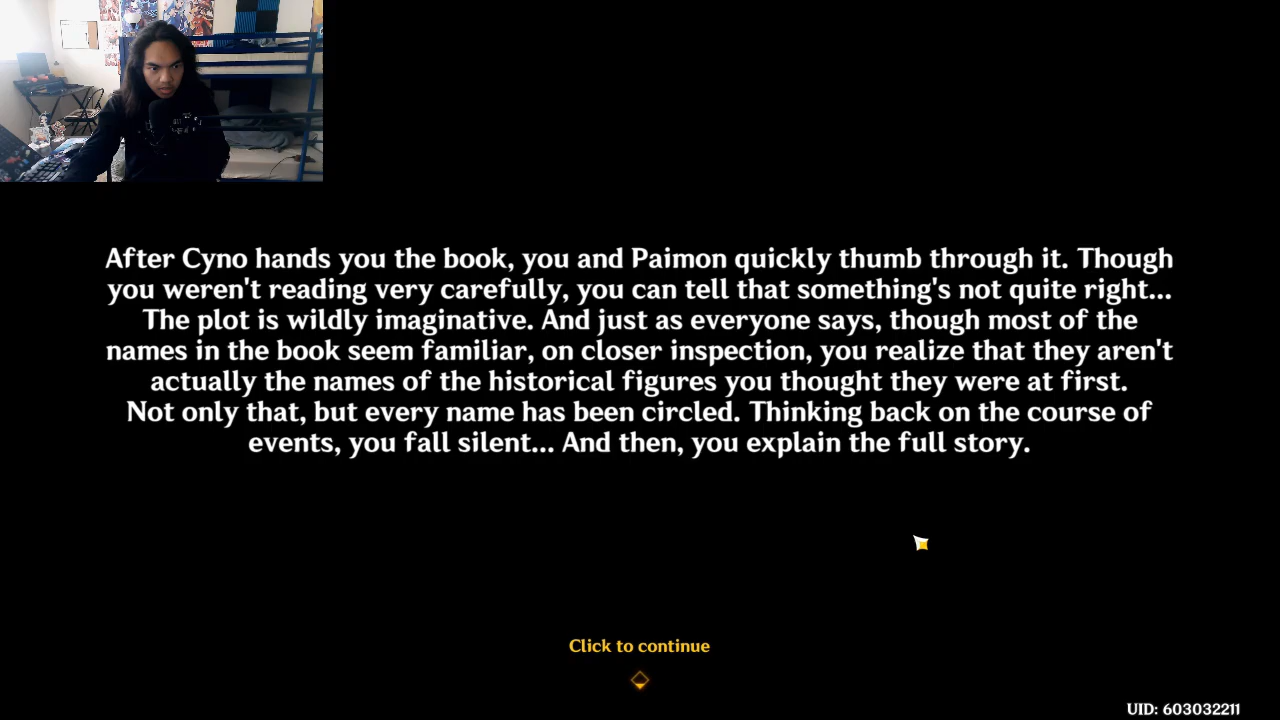 After Cyno hands you the book, you and Paimon quickly thumb through it. Though
you weren't reading very carefully, you can tell that something's not quite right...
The plot is wildly imaginative. And just as everyone says, though most of the
names in the book seem familiar, on closer inspection, you realize that they aren't
actually the names of the historical figures you thought they were at first.
Not only that, but every name has been circled. Thinking back on the course of
events, you fall silent... And then, you explain the full story.
Click to continue
UID: 603032211